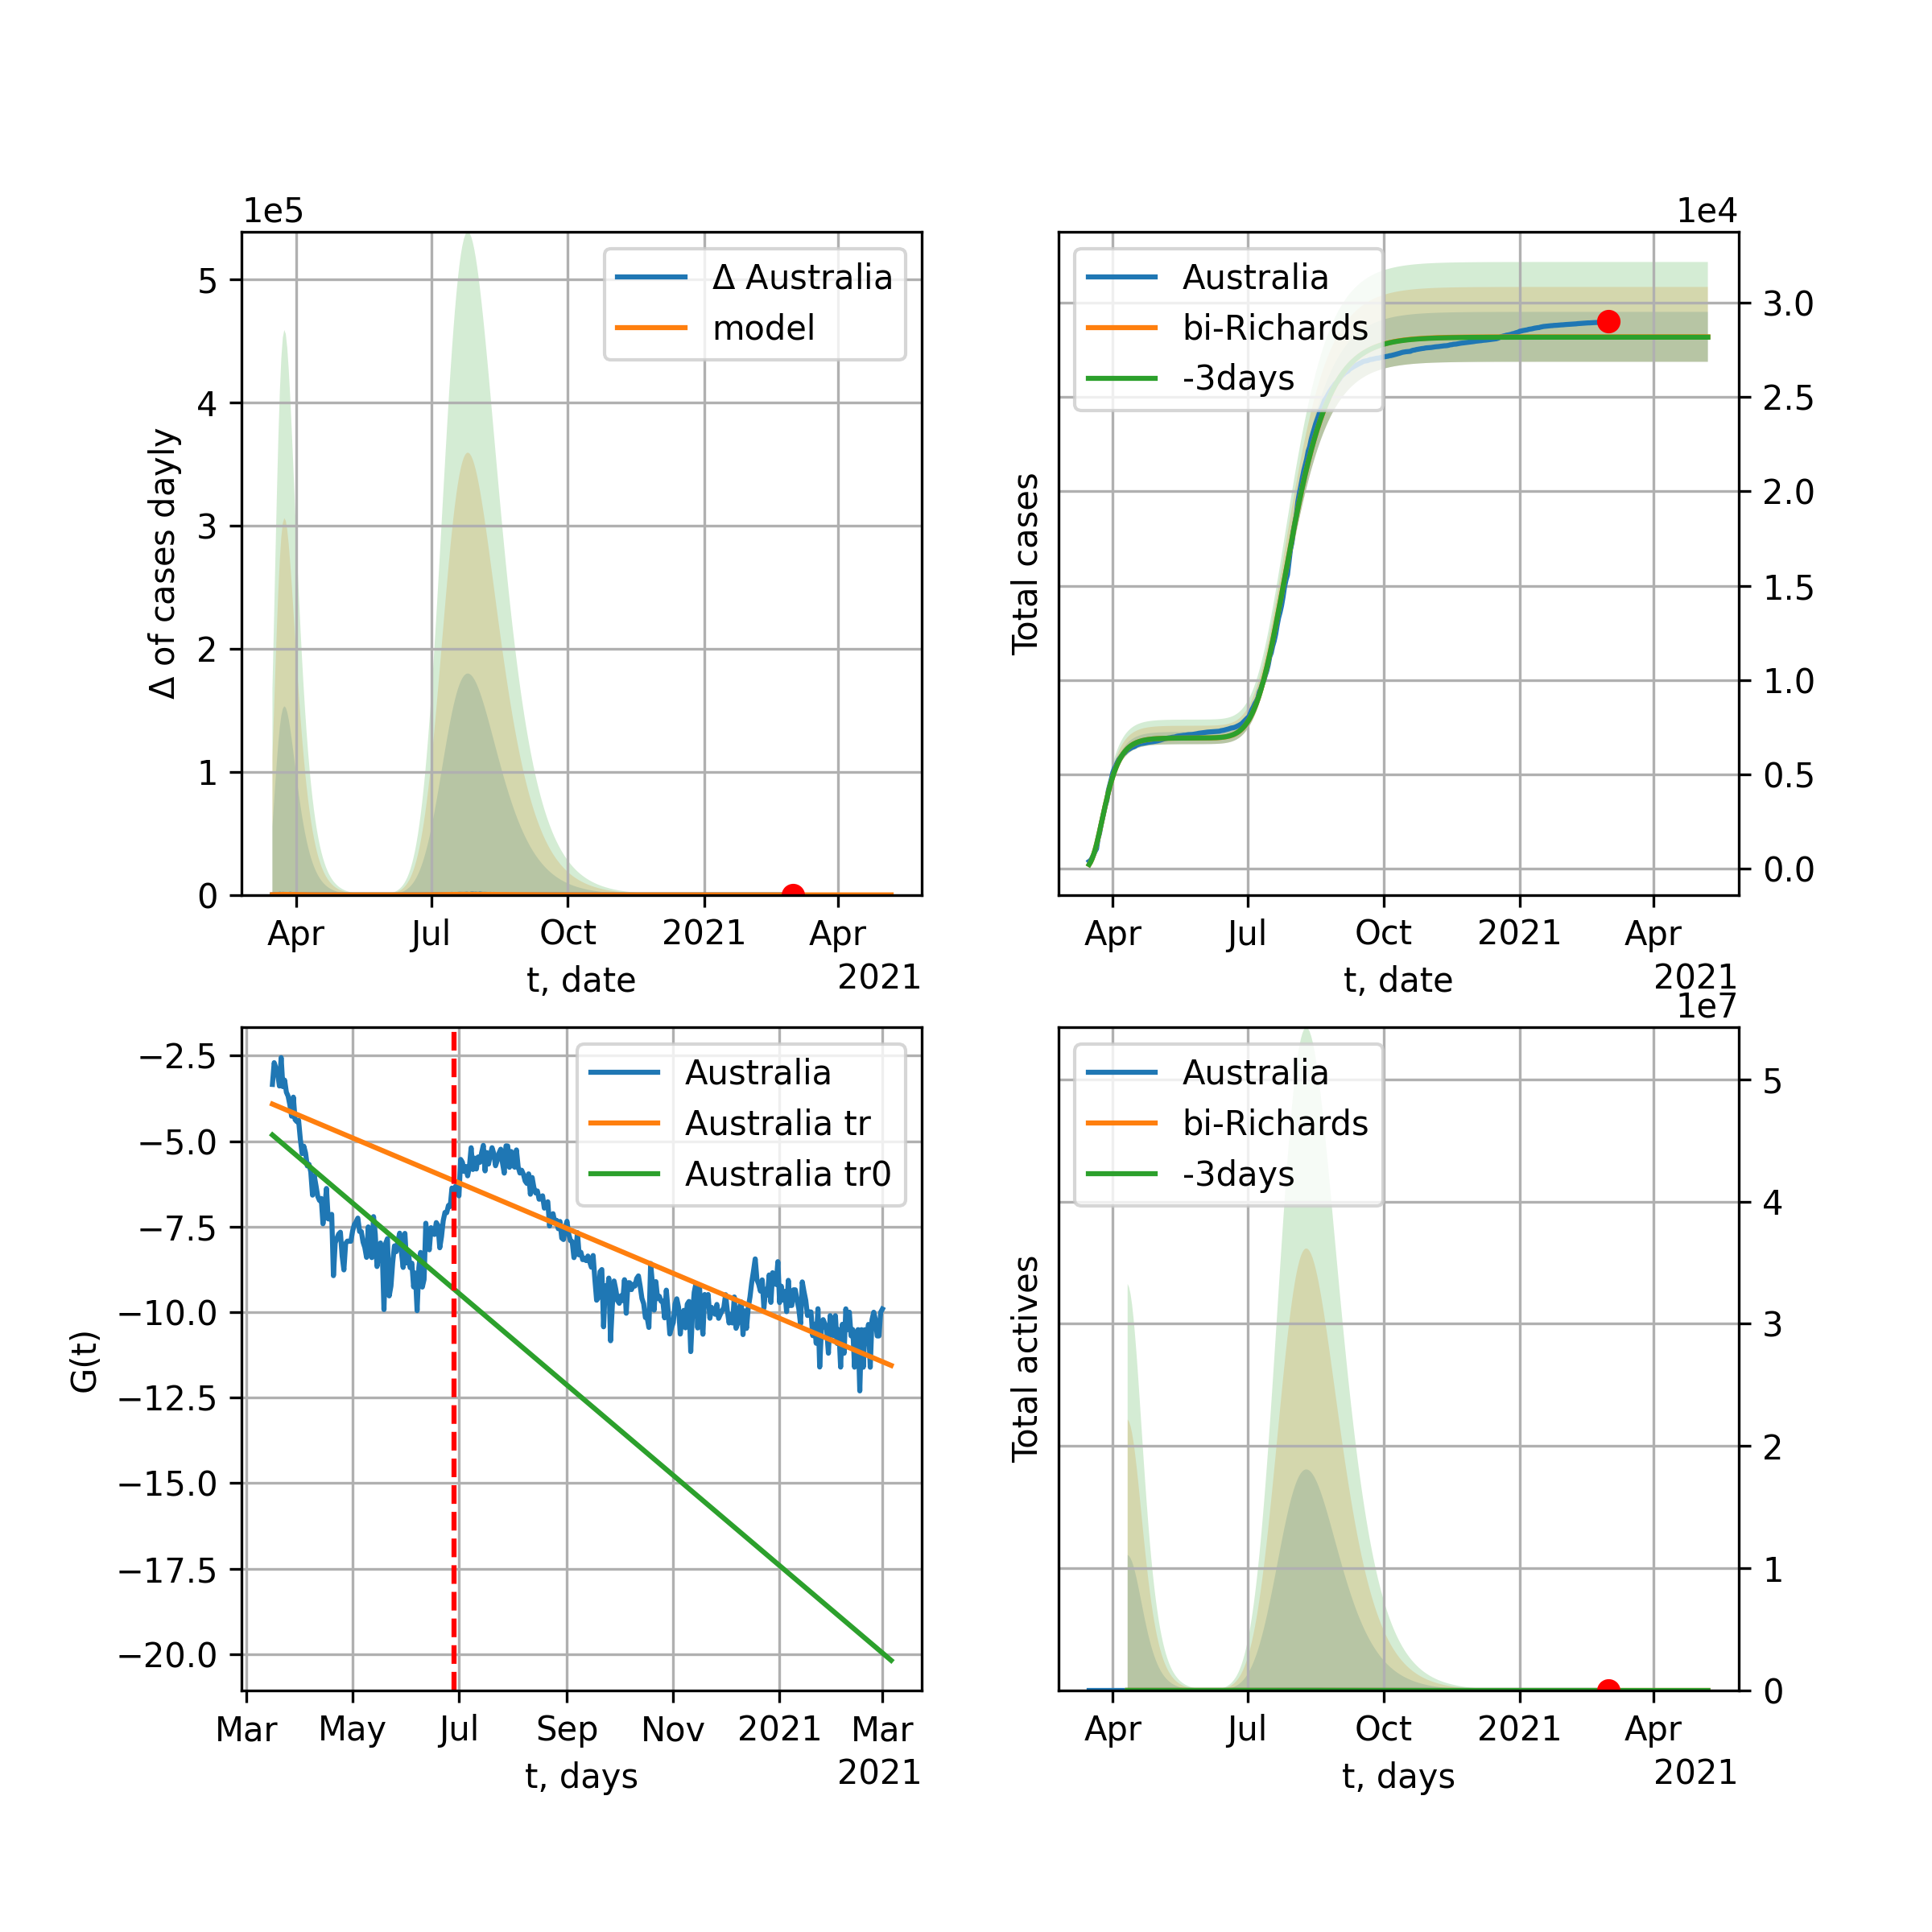 1e5
5
4
3
2
1
0
Δ of cases dayly
Δ Australia
model
Apr
Jul
Oct
2021
Apr
t, date
2021
1e4
Australia
bi-Richards
-3days
Total cases
3.0
2.5
2.0
1.5
1.0
0.5
0.0
Apr
Jul
Oct
2021
Apr
t, date
2021
−2.5
−5.0
−7.5
−10.0
−12.5
−15.0
−17.5
−20.0
G(t)
Australia
Australia tr
Australia tr0
Mar
May
Jul
Sep
Nov
2021
Mar
t, days
2021
1e7
Australia
bi-Richards
-3days
Total actives
5
4
3
2
1
0
Apr
Jul
Oct
2021
Apr
t, days
2021